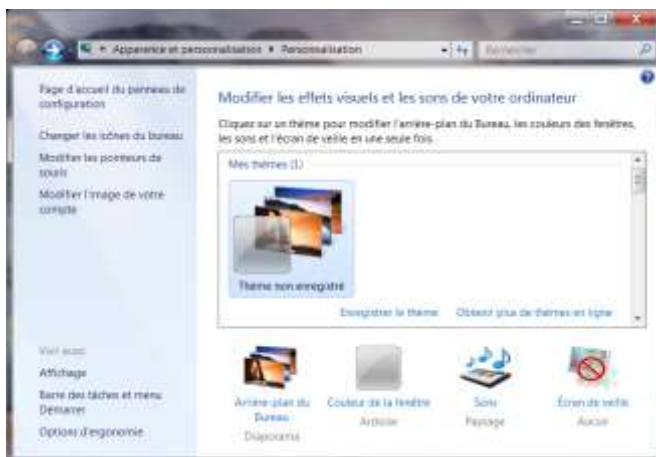 Apparence et personnalisation
Personnalisation
Rechercher
Page d'accueil du panneau de
configuration
Changer les icônes du bureau
Modifier les pointeurs de
souris
Modifier l'image de votre
compte
Voir aussi
Affichage
Barre des tâches et menu
Démarrer
Options d'ergonomie
Modifier les effets visuels et les sons de votre ordinateur
Cliquez sur un thème pour modifier l'arrière-plan du Bureau, les couleurs des fenêtres,
les sons et l'écran de veille en une seule fois.
Mes thèmes (1)
Thème non enregistré
Enregistrer le thème
Obtenir plus de thèmes en ligne
Arrière-plan du
Bureau
Diaporama
Couleur de la fenêtre
Ardoise
Sons
Paysage
Écran de veille
Aucun